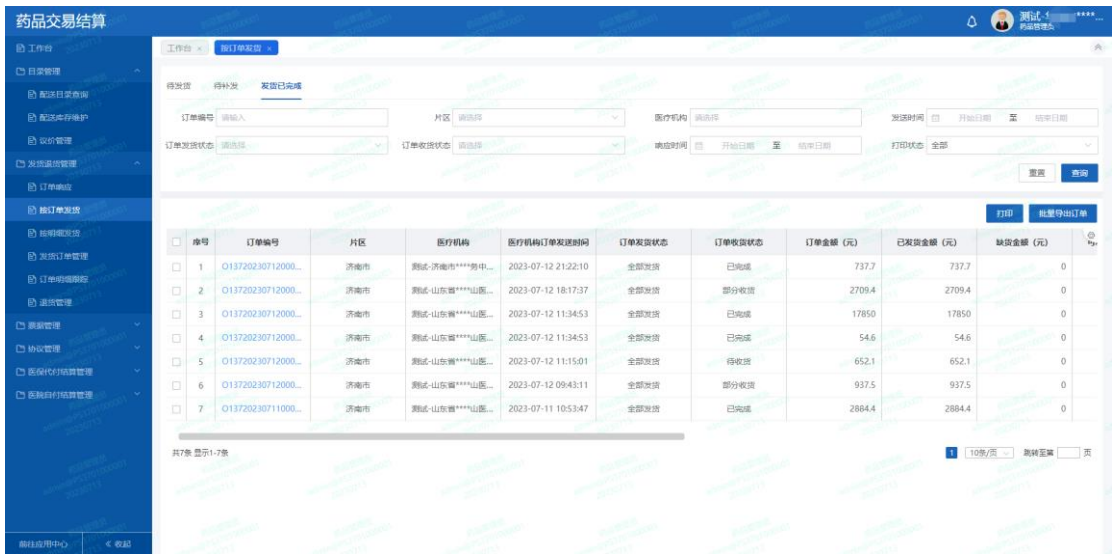 药品交易结算
测试-1 ****...
药品管理员
工作台
目录管理
配送目录查询
配送库存维护
议价管理
发货退货管理
订单响应
按订单发货
按明细发货
发货订单管理
订单明细跟踪
退货管理
票据管理
协议管理
医保代付结算管理
医院自付结算管理
前往应用中心 << 收起
工作台 × 按订单发货 ×
待发货 待补发 发货已完成
订单编号 请输入 片区 请选择 医疗机构 请选择 发送时间 开始日期 至 结束日期
订单发货状态 请选择 订单收货状态 请选择 响应时间 开始日期 至 结束日期 打印状态 全部
重置 查询
打印 批量导出订单
序号 订单编号 片区 医疗机构 医疗机构订单发送时间 订单发货状态 订单收货状态 订单金额（元） 已发货金额（元） 缺货金额（元）
1 O13720230712000... 济南市 测试-济南市****务中... 2023-07-12 21:22:10 全部发货 已完成 737.7 737.7 0
2 O13720230712000... 济南市 测试-山东省****山医... 2023-07-12 18:17:37 全部发货 部分收货 2709.4 2709.4 0
3 O13720230712000... 济南市 测试-山东省****山医... 2023-07-12 11:34:53 全部发货 已完成 17850 17850 0
4 O13720230712000... 济南市 测试-山东省****山医... 2023-07-12 11:34:53 全部发货 已完成 54.6 54.6 0
5 O13720230712000... 济南市 测试-山东省****山医... 2023-07-12 11:15:01 全部发货 待收货 652.1 652.1 0
6 O13720230712000... 济南市 测试-山东省****山医... 2023-07-12 09:43:11 全部发货 部分收货 937.5 937.5 0
7 O13720230711000... 济南市 测试-山东省****山医... 2023-07-11 10:53:47 全部发货 已完成 2884.4 2884.4 0
共7条 显示1-7条 1 10条/页 跳转至第 页